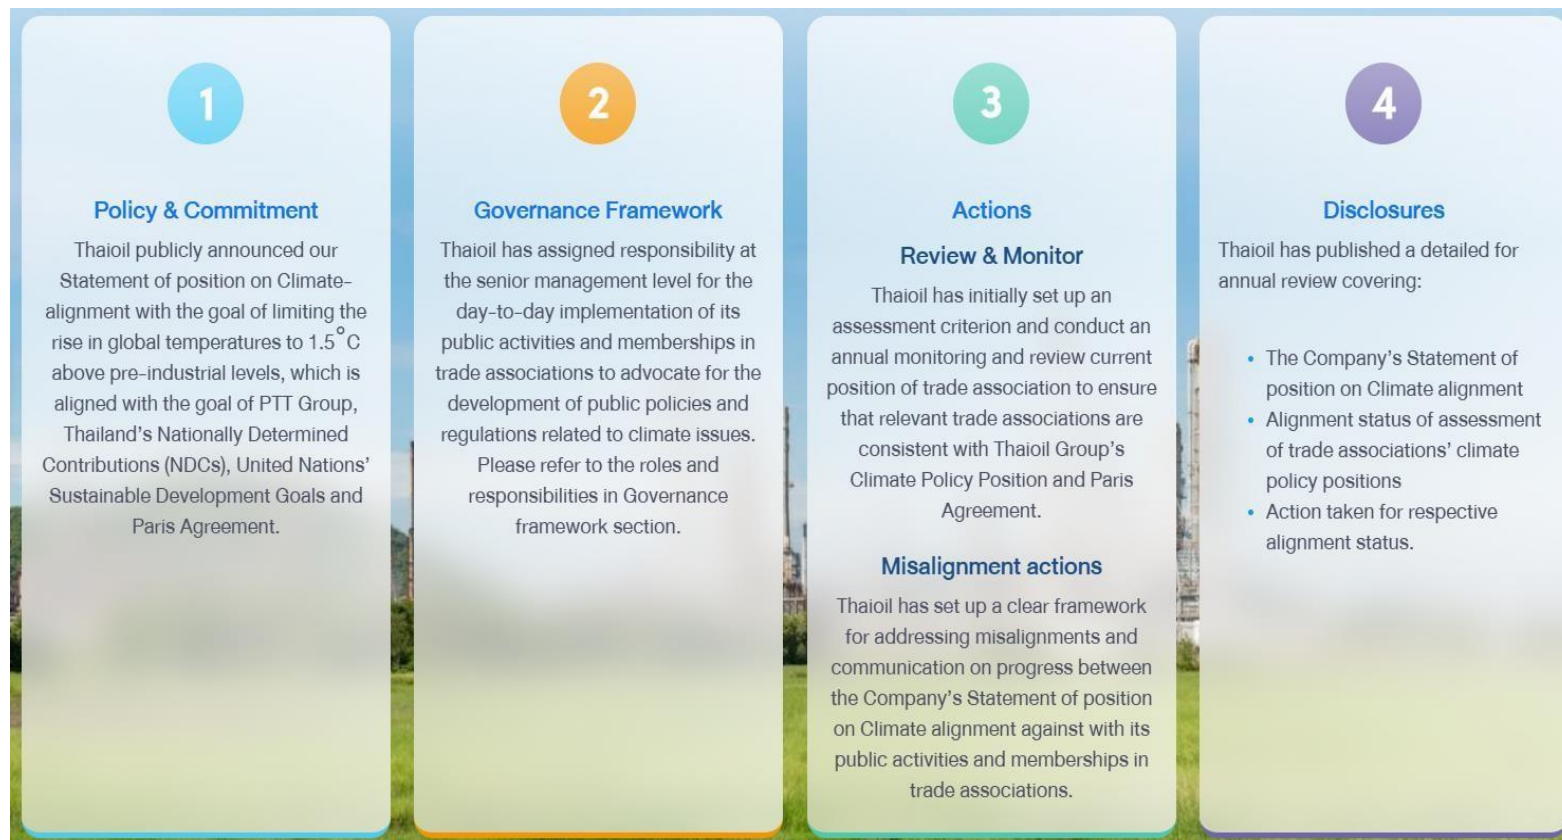 1
Policy & Commitment
Thaioil publicly announced our
Statement of position on Climate-
alignment with the goal of limiting the
rise in global temperatures to 1.5°C
above pre-industrial levels, which is
aligned with the goal of PTT Group,
Thailand's Nationally Determined
Contributions (NDCs), United Nations'
Sustainable Development Goals and
Paris Agreement.
2
Governance Framework
Thaioil has assigned responsibility at
the senior management level for the
day-to-day implementation of its
public activities and memberships in
trade associations to advocate for the
development of public policies and
regulations related to climate issues.
Please refer to the roles and
responsibilities in Governance
framework section.
3
Actions
Review & Monitor
Thaioil has initially set up an
assessment criterion and conduct an
annual monitoring and review current
position of trade association to ensure
that relevant trade associations are
consistent with Thaioil Group's
Climate Policy Position and Paris
Agreement.
Misalignment actions
Thaioil has set up a clear framework
for addressing misalignments and
communication on progress between
the Company's Statement of position
on Climate alignment against with its
public activities and memberships in
trade associations.
4
Disclosures
Thaioil has published a detailed for
annual review covering:
• The Company's Statement of
position on Climate alignment
• Alignment status of assessment
of trade associations' climate
policy positions
• Action taken for respective
alignment status.